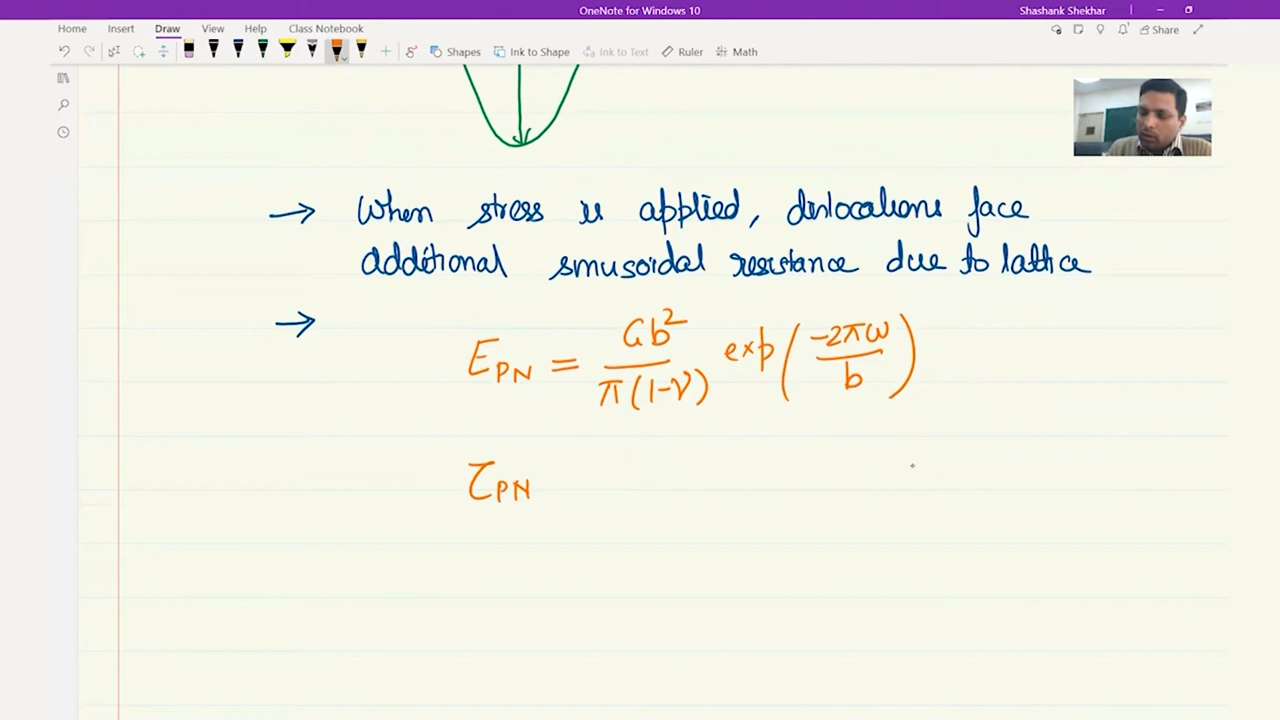 OneNote for Windows 10
Shashank Shekhar
Home Insert Draw View Help Class Notebook
Shapes Ink to Shape Ink to Text Ruler Math Share
→ When stress is applied, dislocations face
additional sinusoidal resistance due to lattice
→ E_PN = Gb² / π(1-ν) exp(-2πω / b)
τ_PN